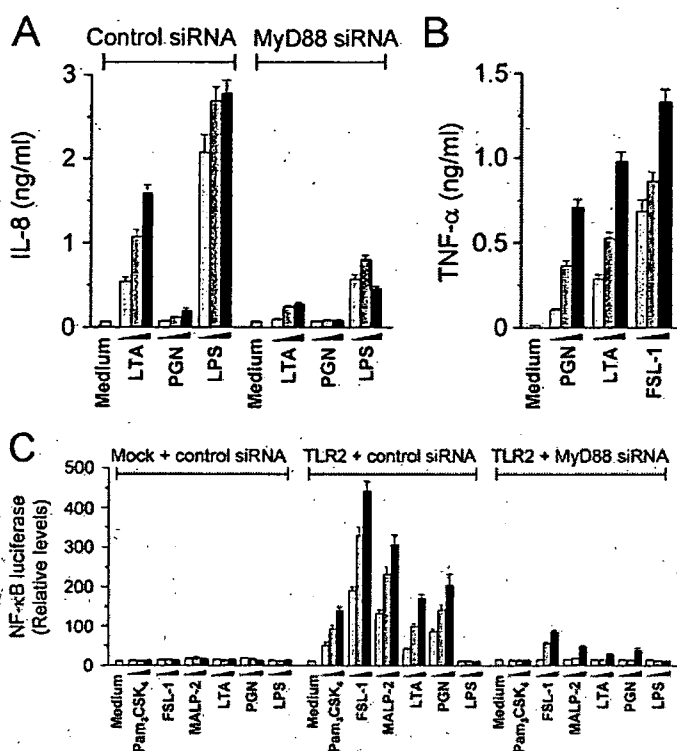 A
Control siRNA
MyD88 siRNA
IL-8 (ng/ml)
3
2
1
0
Medium
LTA
PGN
LPS
Medium
LTA
PGN
LPS
B
TNF-α (ng/ml)
1.5
1.0
0.5
0
Medium
PGN
LTA
FSL-1
C
Mock + control siRNA
TLR2 + control siRNA
TLR2 + MyD88 siRNA
NF-κB luciferase
(Relative levels)
500
400
300
200
100
0
Medium
Pam₃CSK₄
FSL-1
MALP-2
LTA
PGN
LPS
Medium
Pam₃CSK₄
FSL-1
MALP-2
LTA
PGN
LPS
Medium
Pam₃CSK₄
FSL-1
MALP-2
LTA
PGN
LPS